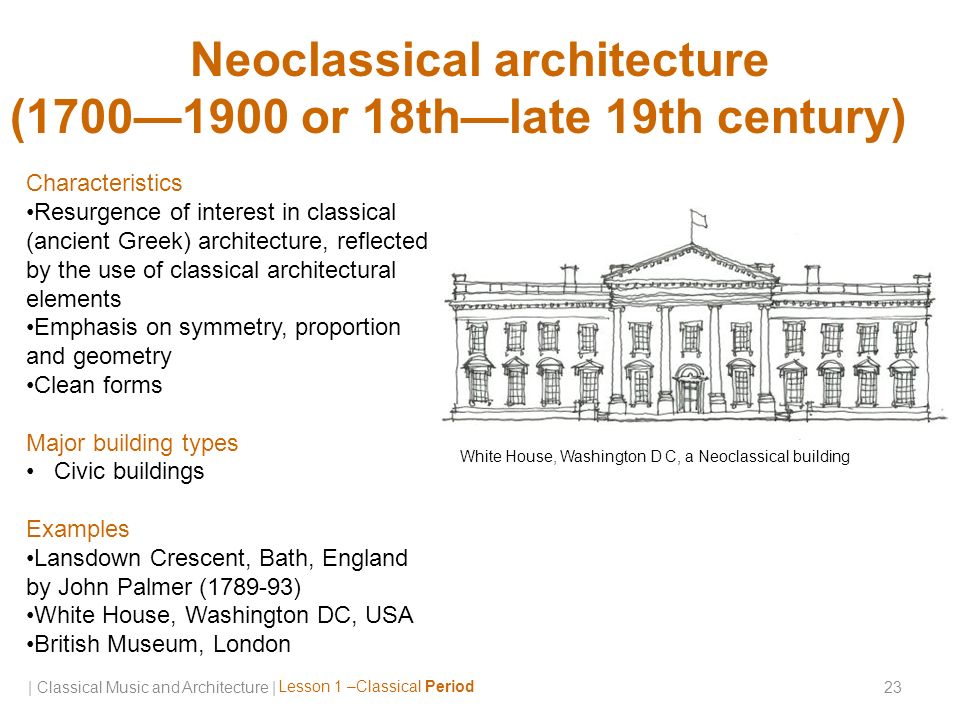 Neoclassical architecture
(1700—1900 or 18th—late 19th century)
Characteristics
•Resurgence of interest in classical
(ancient Greek) architecture, reflected
by the use of classical architectural
elements
•Emphasis on symmetry, proportion
and geometry
•Clean forms
Major building types
• Civic buildings
Examples
•Lansdown Crescent, Bath, England
by John Palmer (1789-93)
•White House, Washington DC, USA
•British Museum, London
White House, Washington D C, a Neoclassical building
| Classical Music and Architecture | Lesson 1 –Classical Period 23